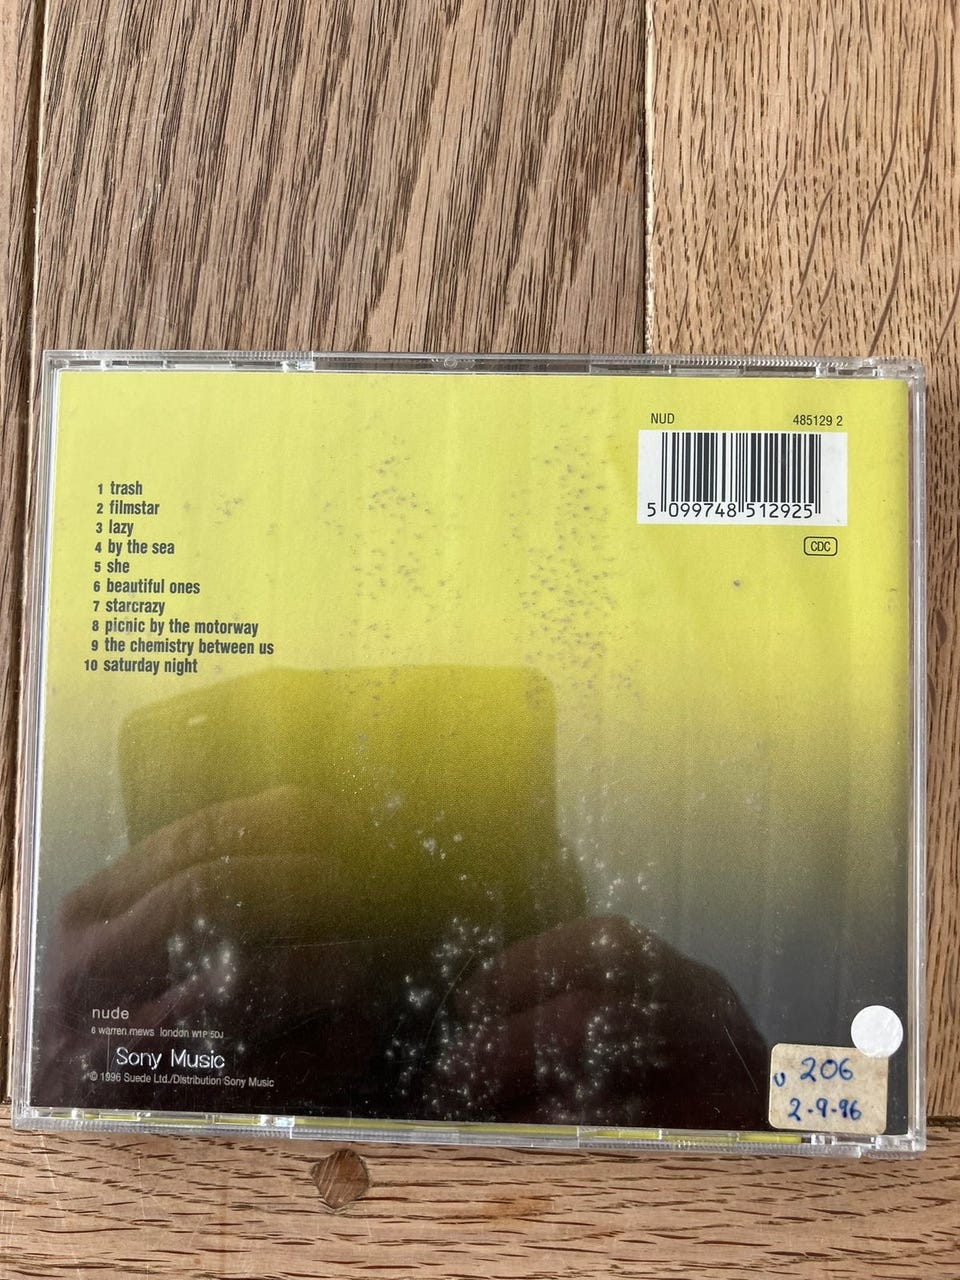 NUD 485129 2
5 099748 512925
CDC
1 trash
2 filmstar
3 lazy
4 by the sea
5 she
6 beautiful ones
7 starcrazy
8 picnic by the motorway
9 the chemistry between us
10 saturday night
nude
6 warren mews london W1P 5DJ
Sony Music
© 1996 Suede Ltd./Distribution Sony Music
υ 206
2-9-96